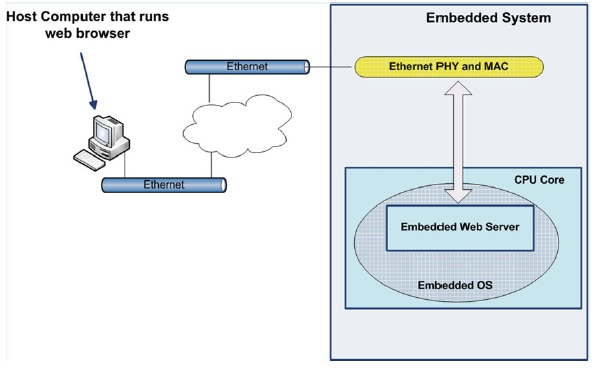 Host Computer that runs
web browser
Embedded System
Ethernet
Ethernet PHY and MAC
Ethernet
CPU Core
Embedded Web Server
Embedded OS